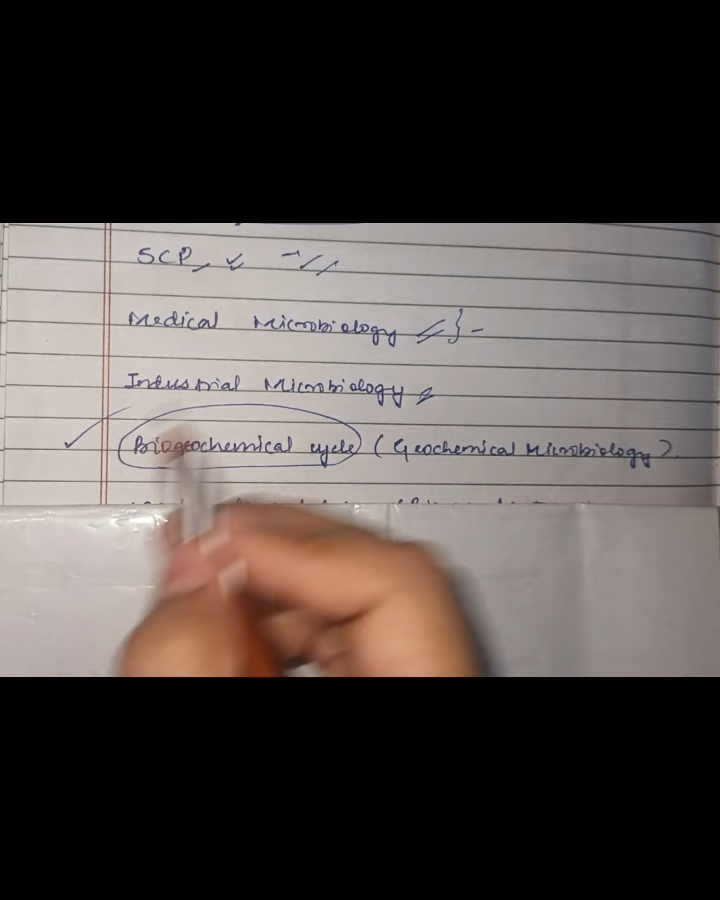 SCP,
Medical Microbiology
Industrial Microbiology
Biogeochemical cycle (Geochemical Microbiology).